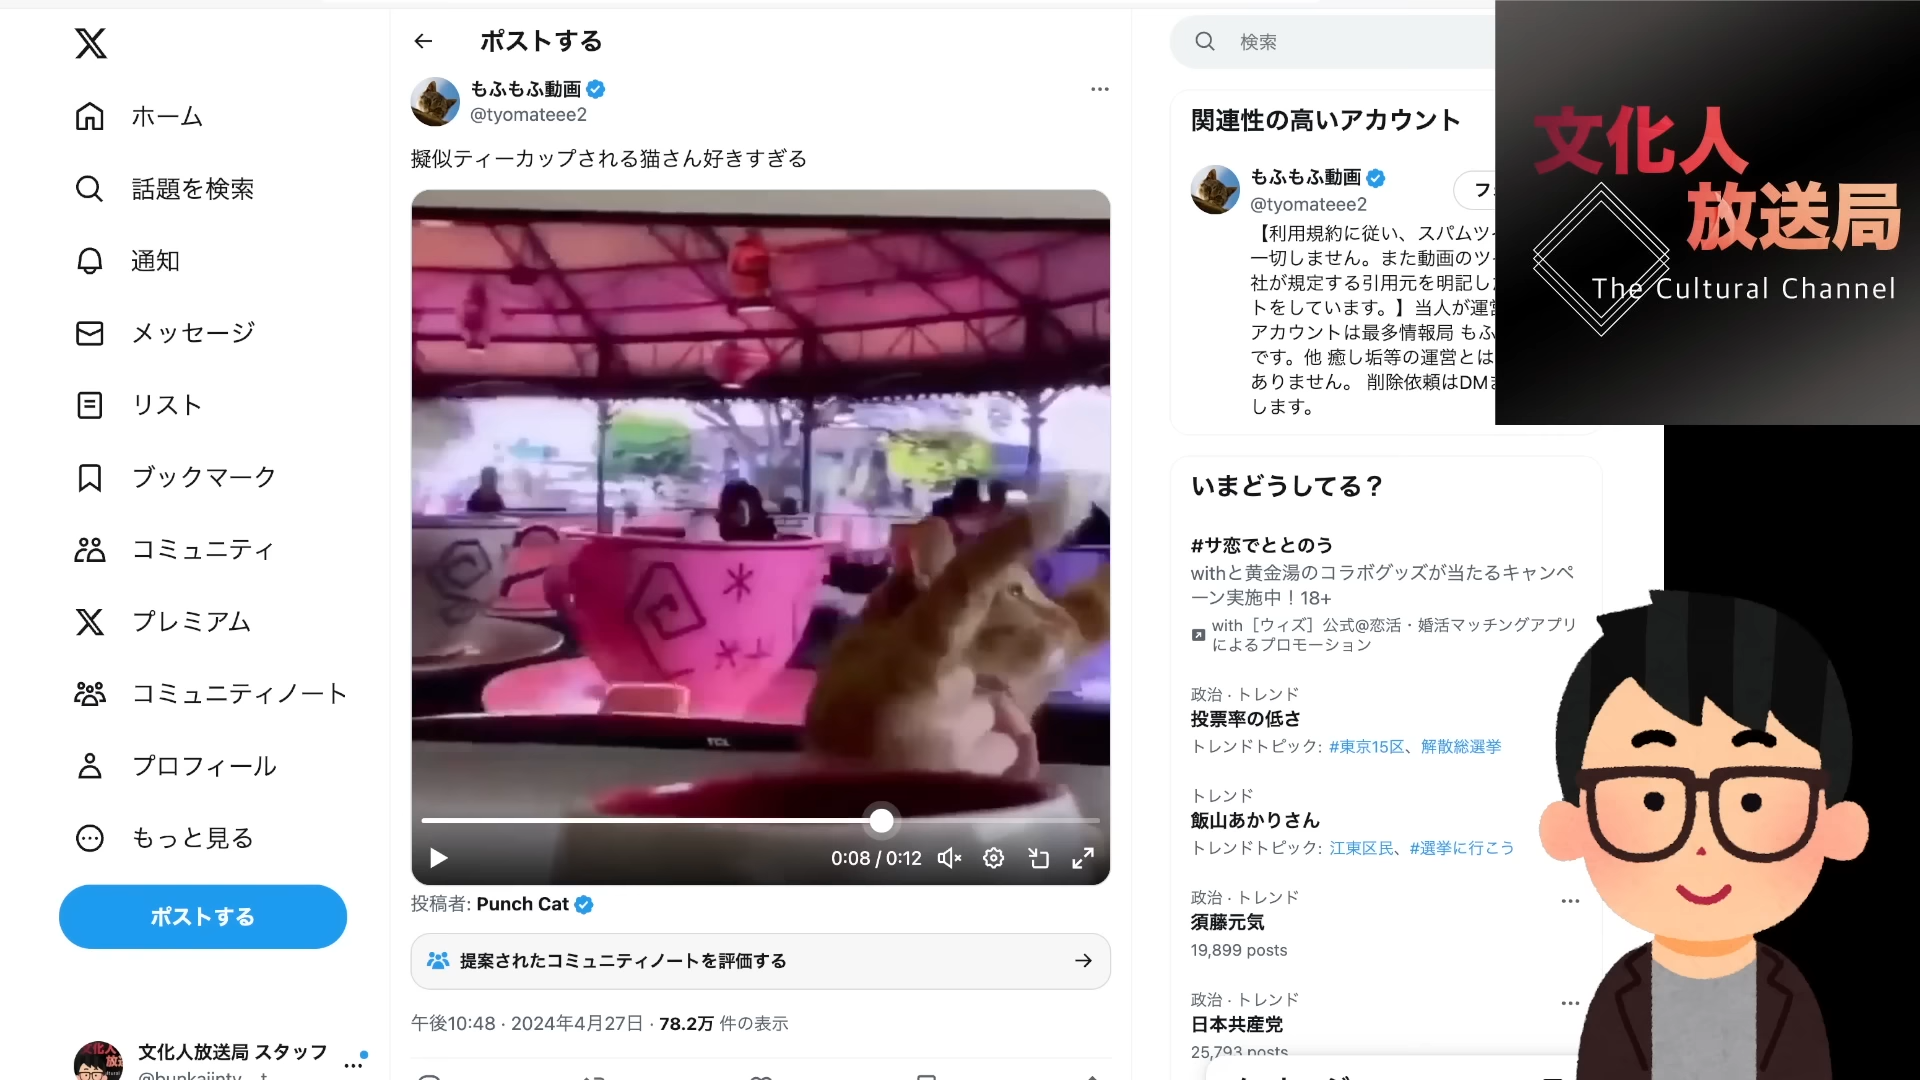 ホーム
話題を検索
通知
メッセージ
リスト
ブックマーク
コミュニティ
プレミアム
コミュニティノート
プロフィール
もっと見る
ポストする
文化人放送局 スタッフ
ポストする
もふもふ動画
@tyomateee2
擬似ティーカップされる猫さん好きすぎる
TCL
0:08 / 0:12
投稿者: Punch Cat
提案されたコミュニティノートを評価する
午後10:48 · 2024年4月27日 · 78.2万 件の表示
検索
関連性の高いアカウント
もふもふ動画
@tyomateee2
フ
【利用規約に従い、スパムツ
一切しません。また動画のツ
社が規定する引用元を明記し
トをしています。】当人が運
アカウントは最多情報局 もふ
です。他 癒し垢等の運営とは
ありません。 削除依頼はDM
します。
いまどうしてる？
#サ恋でととのう
withと黄金湯のコラボグッズが当たるキャンペ
ーン実施中！18+
with［ウィズ］公式@恋活・婚活マッチングアプリ
によるプロモーション
政治 · トレンド
投票率の低さ
トレンドトピック: #東京15区、解散総選挙
トレンド
飯山あかりさん
トレンドトピック: 江東区民、#選挙に行こう
政治 · トレンド
須藤元気
19,899 posts
政治 · トレンド
日本共産党
25,793 posts
文化人
放送局
The Cultural Channel